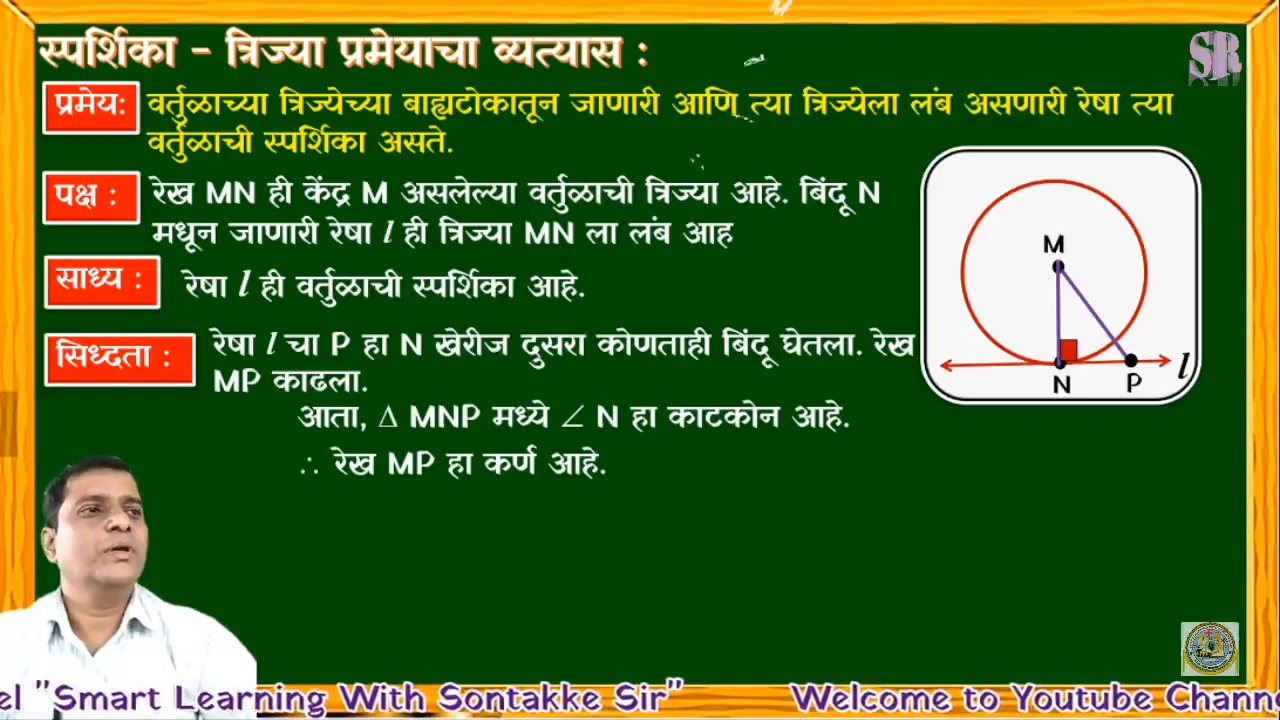 स्पर्शिका - त्रिज्या प्रमेयाचा व्यत्यास :
SR
प्रमेय: वर्तुळाच्या त्रिज्येच्या बाह्यटोकातून जाणारी आणि त्या त्रिज्येला लंब असणारी रेषा त्या
वर्तुळाची स्पर्शिका असते.
पक्ष : रेख MN ही केंद्र M असलेल्या वर्तुळाची त्रिज्या आहे. बिंदू N
मधून जाणारी रेषा l ही त्रिज्या MN ला लंब आह
साध्य : रेषा l ही वर्तुळाची स्पर्शिका आहे.
सिध्दता : रेषा l चा P हा N खेरीज दुसरा कोणताही बिंदू घेतला. रेख
MP काढला.
आता, Δ MNP मध्ये ∠ N हा काटकोन आहे.
∴ रेख MP हा कर्ण आहे.
M
N P l
el "Smart Learning With Sontakke Sir" Welcome to Youtube Chann